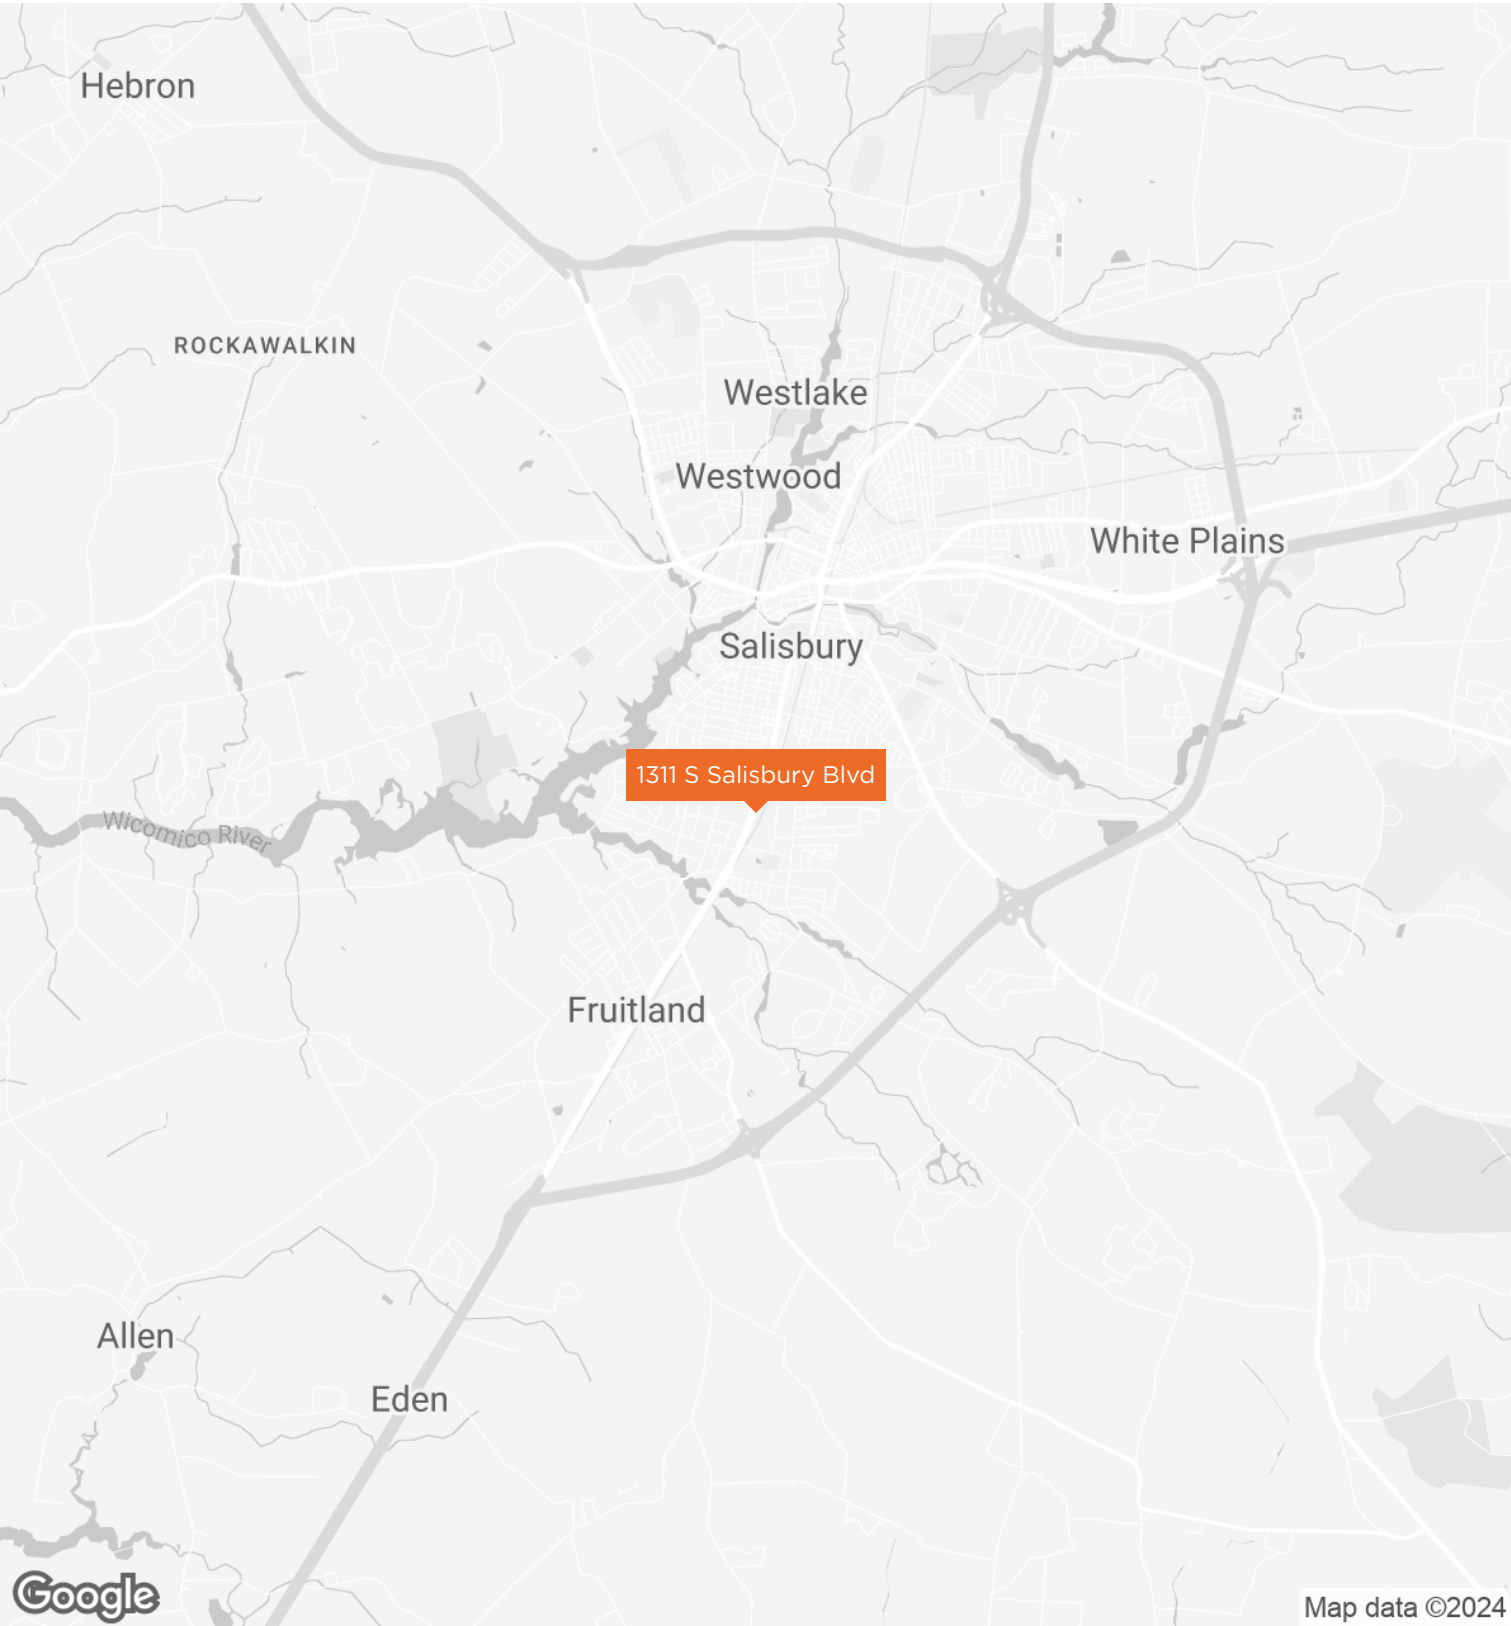 Hebron
ROCKAWALKIN
Westlake
Westwood
White Plains
Salisbury
1311 S Salisbury Blvd
Wicomico River
Fruitland
Allen
Eden
Google
Map data ©2024